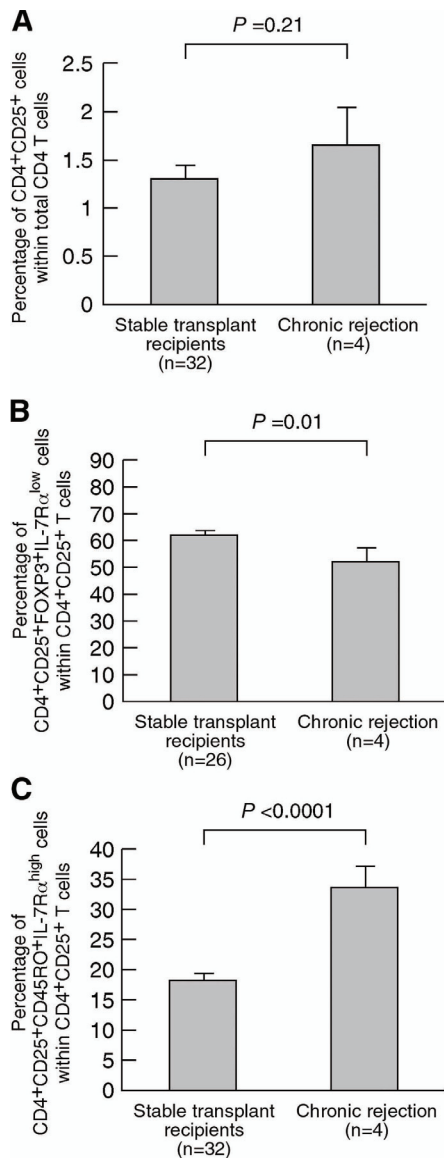 A
P =0.21
Percentage of CD4⁺CD25⁺ cells
within total CD4 T cells
2.5
2
1.5
1
0.5
0
Stable transplant
recipients
(n=32)
Chronic rejection
(n=4)
B
P =0.01
Percentage of
CD4⁺CD25⁺FOXP3⁺IL-7Rα^low cells
within CD4⁺CD25⁺ T cells
90
80
70
60
50
40
30
20
10
0
Stable transplant
recipients
(n=26)
Chronic rejection
(n=4)
C
P <0.0001
Percentage of
CD4⁺CD25⁺CD45RO⁺IL-7Rα^high cells
within CD4⁺CD25⁺ T cells
40
35
30
25
20
15
10
5
0
Stable transplant
recipients
(n=32)
Chronic rejection
(n=4)